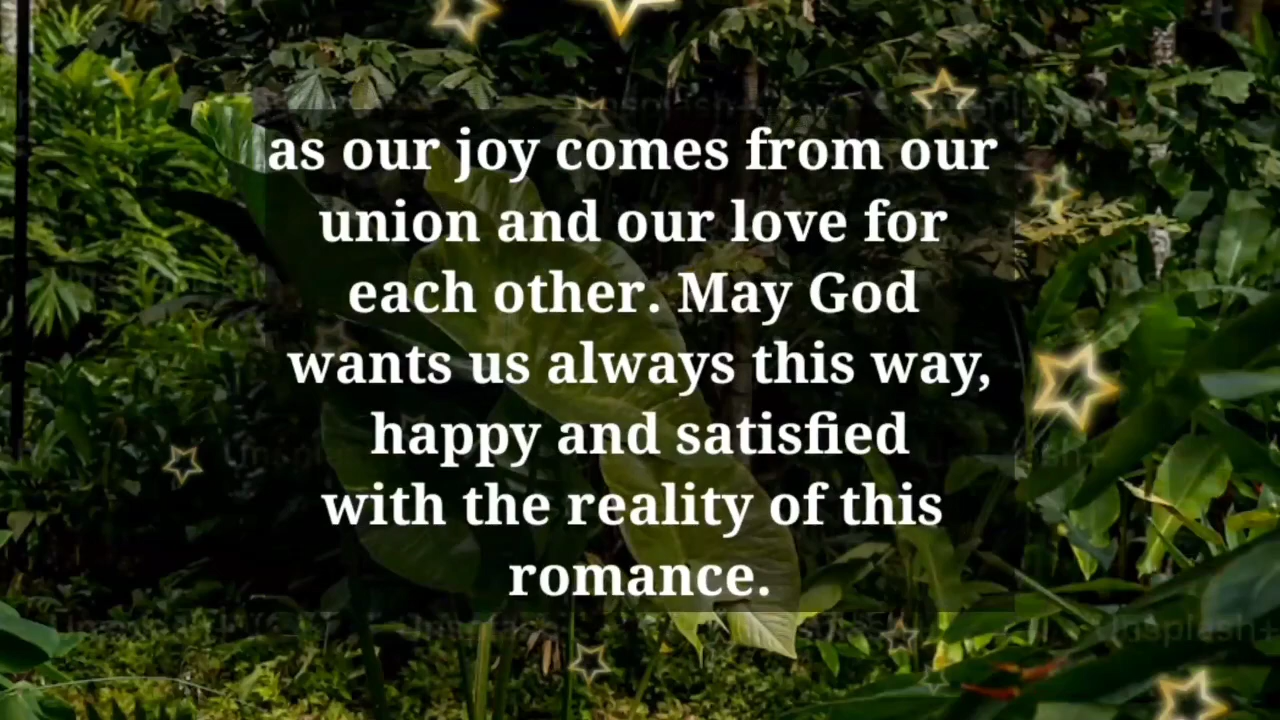 as our joy comes from our
union and our love for
each other. May God
wants us always this way,
happy and satisfied
with the reality of this
romance.
Unsplash+